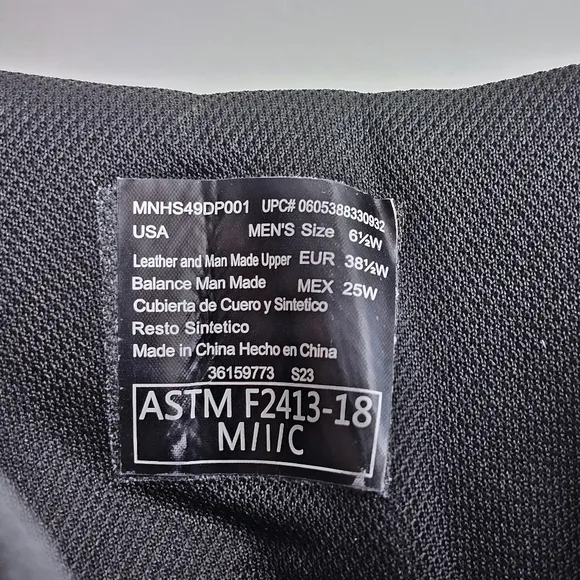 MNHS49DP001 UPC# 0605388330932
USA MEN'S Size 6½W
Leather and Man Made Upper EUR 38½W
Balance Man Made MEX 25W
Cubierta de Cuero y Sintetico
Resto Sintetico
Made in China Hecho en China
36159773 S23
ASTM F2413-18
M/I/C